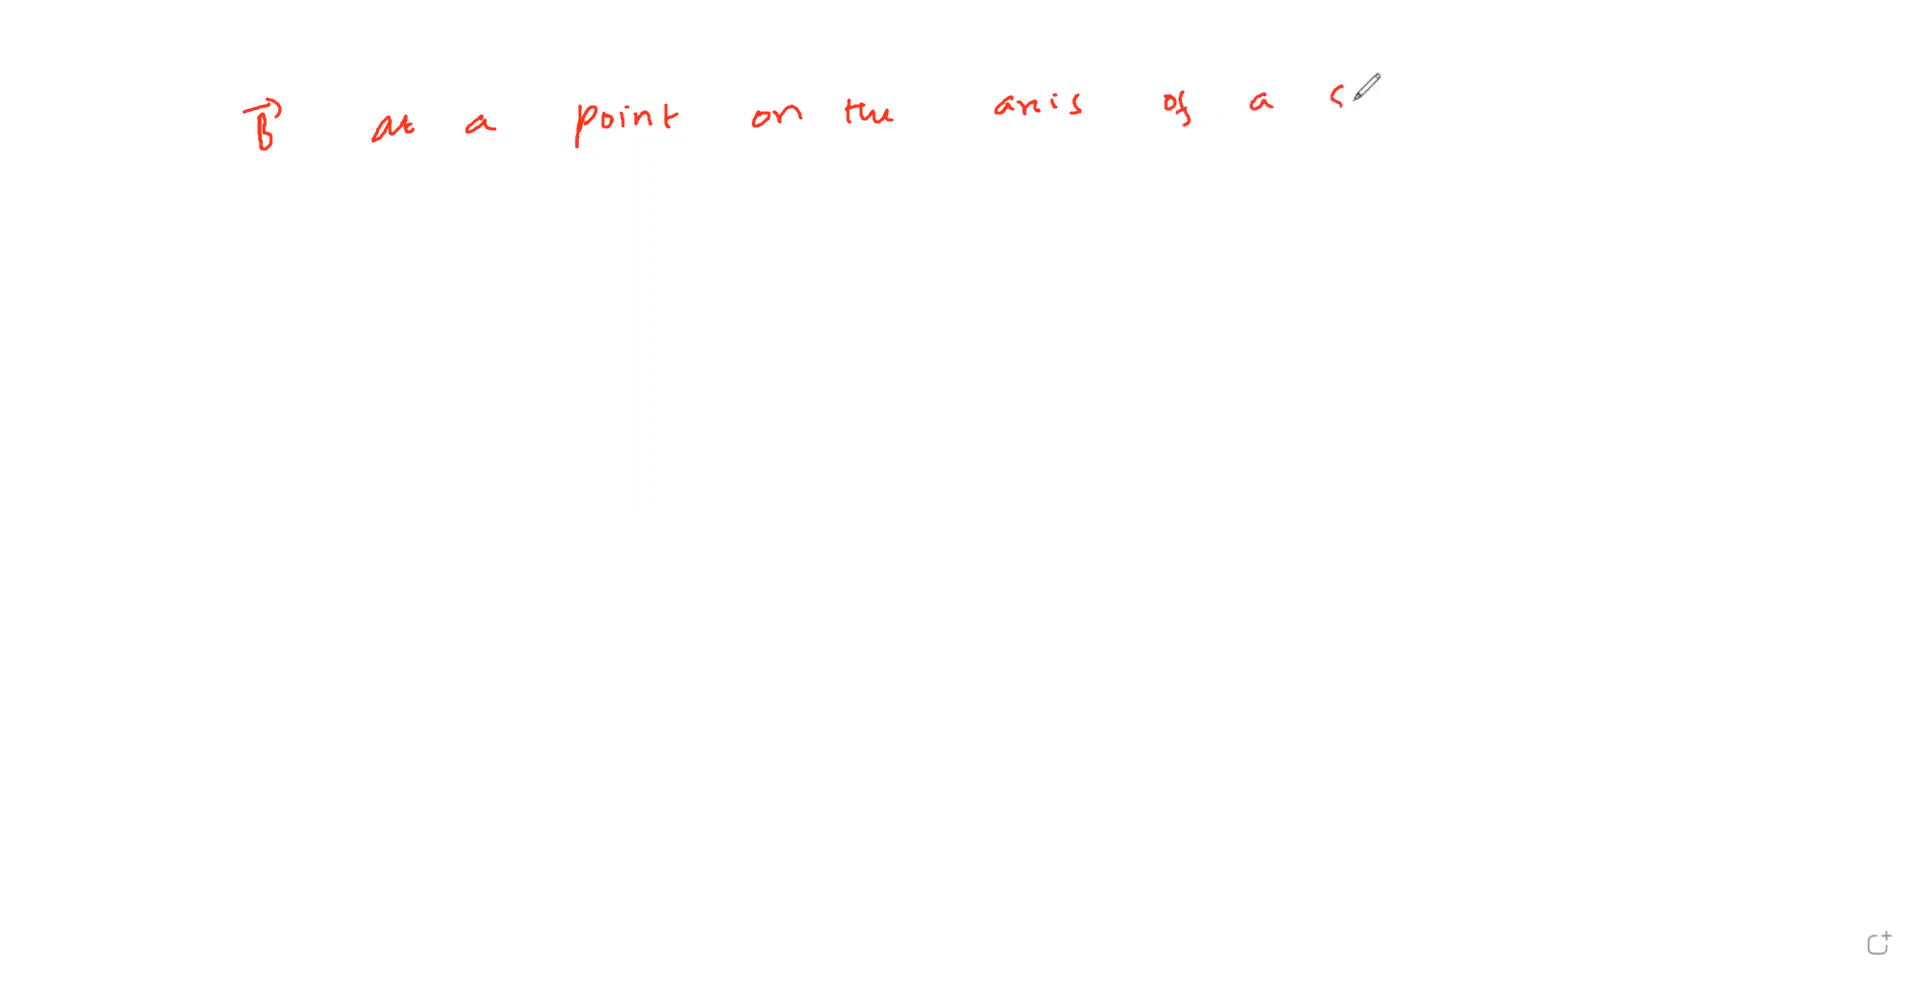 B⃗ at a point on the axis of a